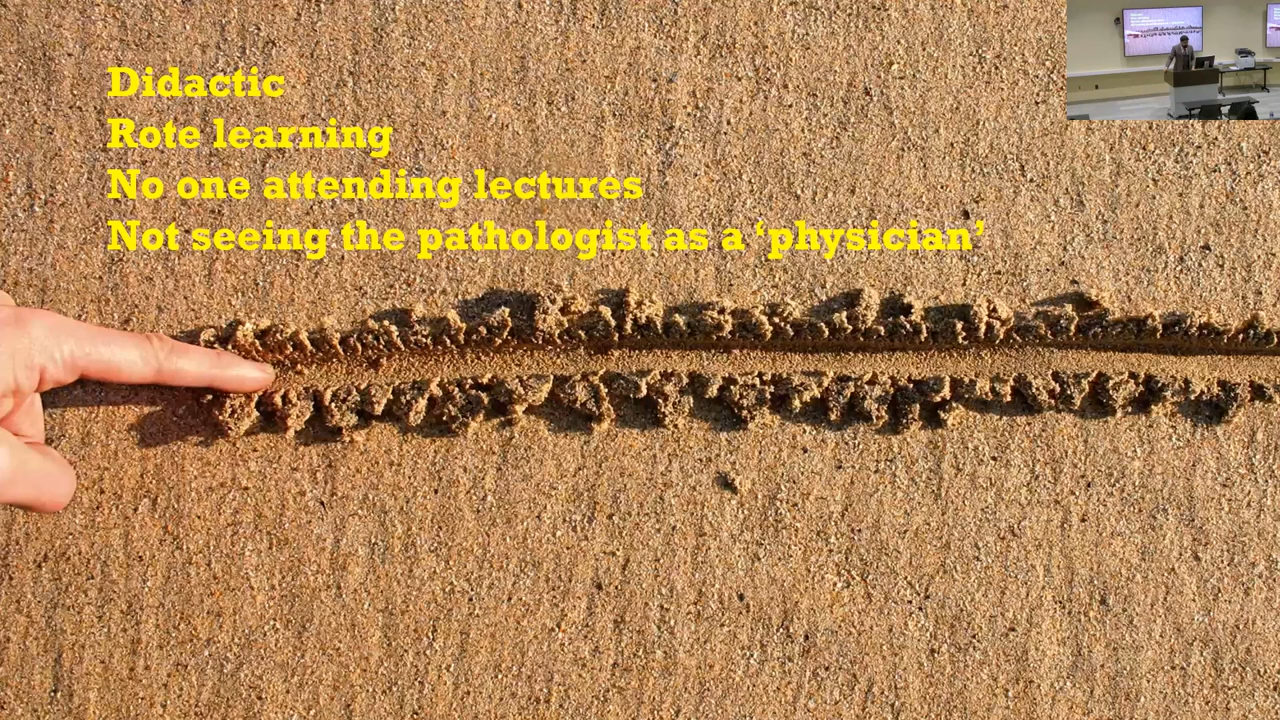 Didactic
Rote learning
No one attending lectures
Not seeing the pathologist as a ‘physician’